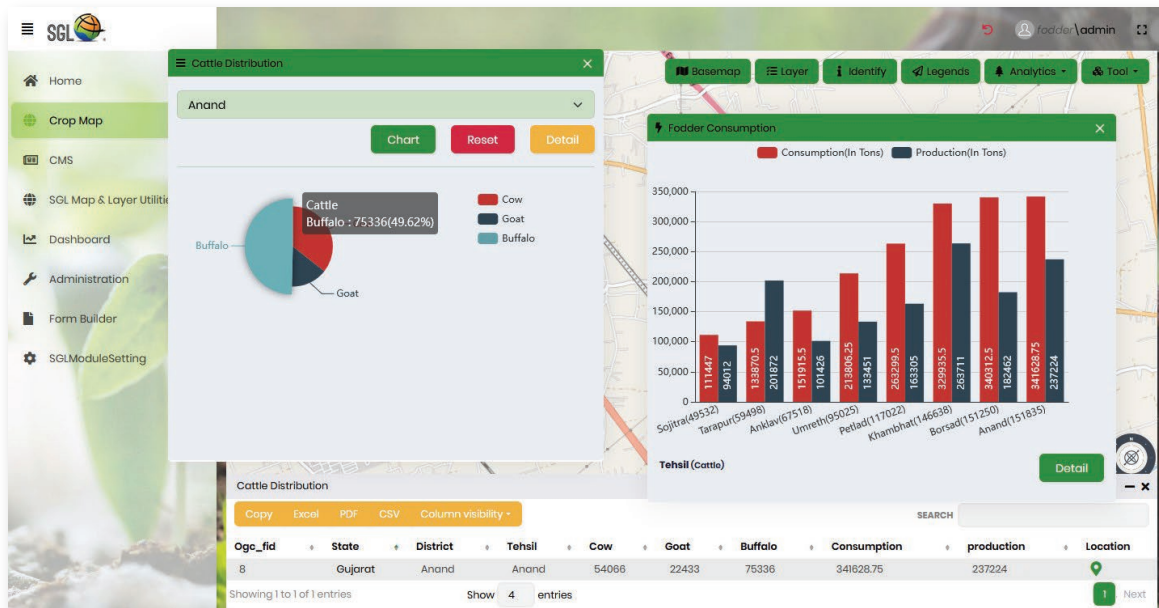 SGL
fodder\admin
Home
Crop Map
CMS
SGL Map & Layer Utilitie
Dashboard
Administration
Form Builder
SGLModuleSetting
Cattle Distribution
Anand
Chart Reset Detail
Cattle
Buffalo : 75336(49.62%)
Buffalo
Goat
Cow
Goat
Buffalo
Basemap Layer Identify Legends Analytics Tool
Fodder Consumption
Consumption(In Tons) Production(In Tons)
350,000
300,000
250,000
200,000
150,000
100,000
50,000
0
111447
94012
133870.5
201872
151915.5
101426
213806.25
133451
263299.5
163305
329935.5
263711
340312.5
182462
341628.75
237224
Sojitra(49532)
Tarapur(59498)
Anklav(67518)
Umreth(95025)
Petlad(117022)
Khambhat(146638)
Borsad(151250)
Anand(151835)
Tehsil (Cattle)
Detail
Cattle Distribution
Copy Excel PDF CSV Column visibility
SEARCH
Ogc_fid State District Tehsil Cow Goat Buffalo Consumption production Location
8 Gujarat Anand Anand 54066 22433 75336 341628.75 237224
Showing 1 to 1 of 1 entries Show 4 entries 1 Next